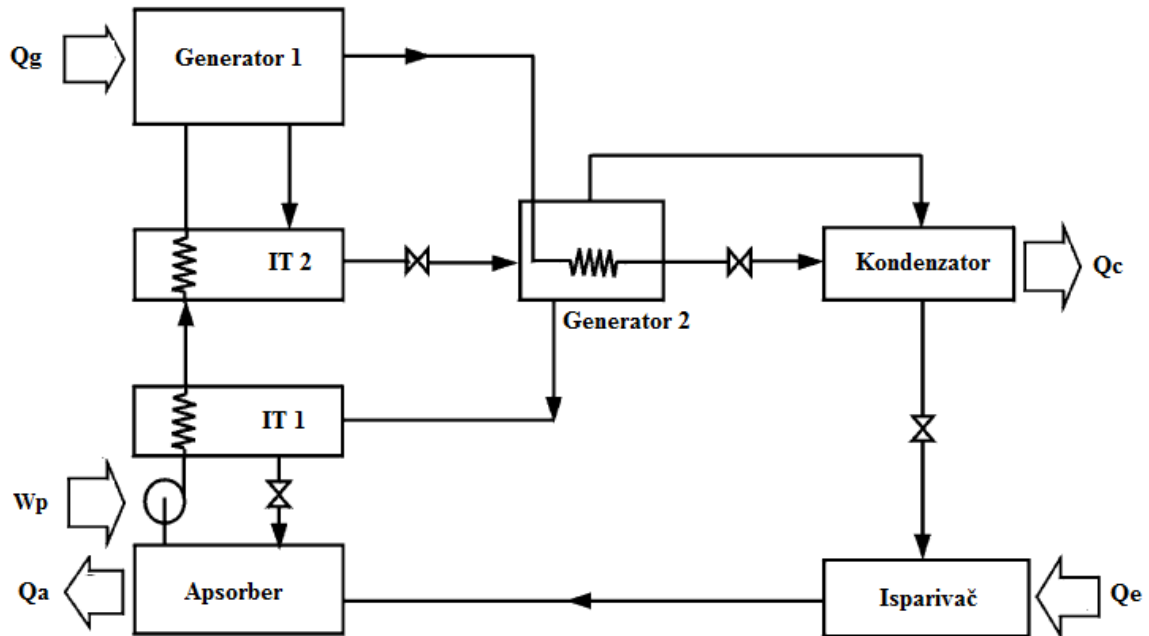 Qg
Generator 1
IT 2
Kondenzator
Qc
Generator 2
IT 1
Wp
Qa
Apsorber
Isparivač
Qe